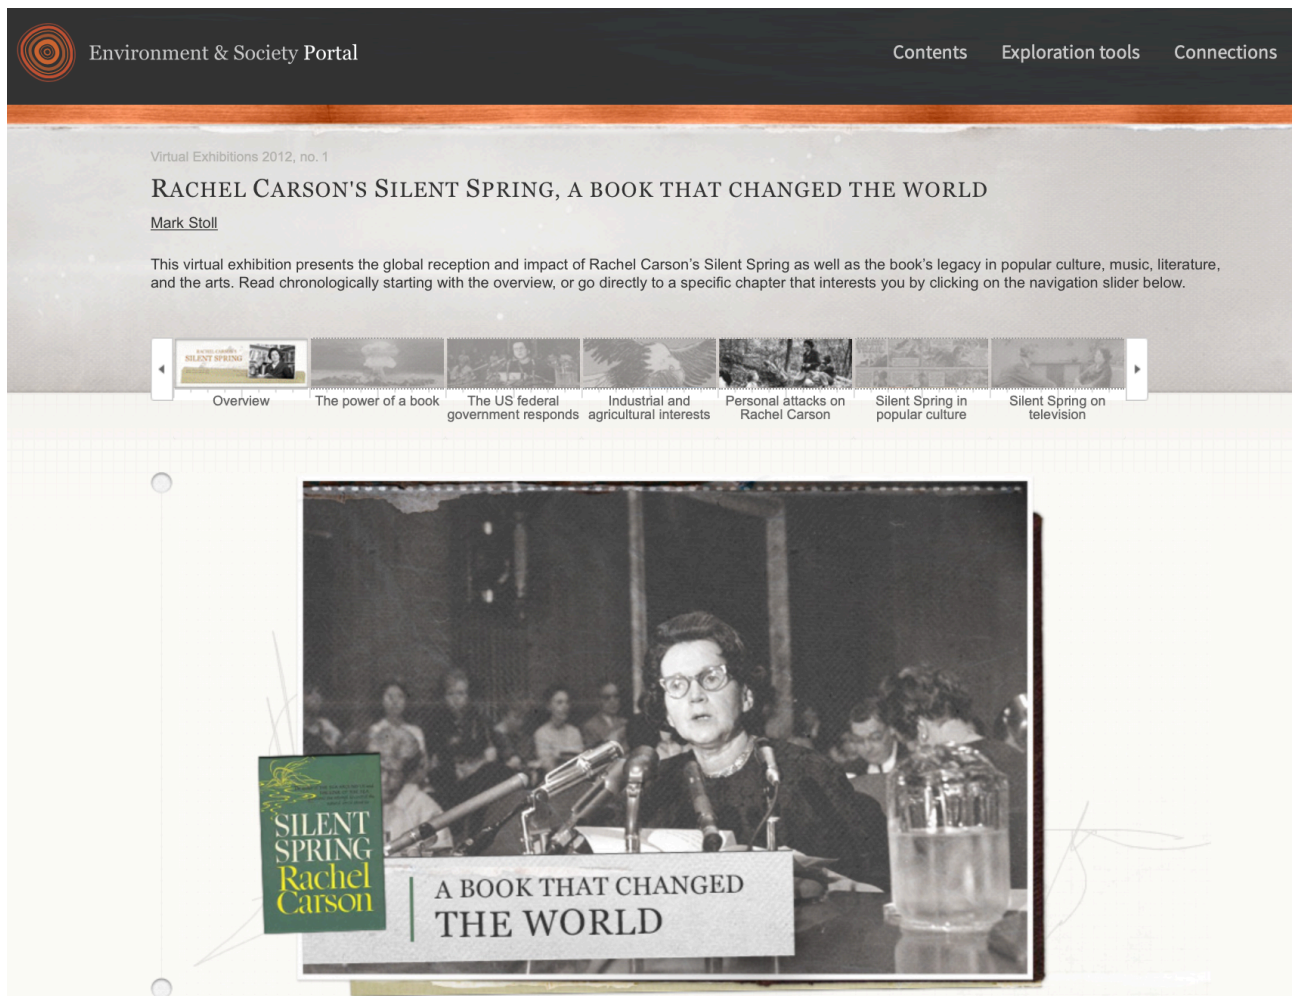 Environment & Society Portal
Contents
Exploration tools
Connections
Virtual Exhibitions 2012, no. 1
RACHEL CARSON'S SILENT SPRING, A BOOK THAT CHANGED THE WORLD
Mark Stoll
This virtual exhibition presents the global reception and impact of Rachel Carson’s Silent Spring as well as the book’s legacy in popular culture, music, literature,
and the arts. Read chronologically starting with the overview, or go directly to a specific chapter that interests you by clicking on the navigation slider below.
SILENT SPRING
Overview
The power of a book
The US federal
government responds
Industrial and
agricultural interests
Personal attacks on
Rachel Carson
Silent Spring in
popular culture
Silent Spring on
television
SILENT
SPRING
Rachel
Carson
A BOOK THAT CHANGED
THE WORLD